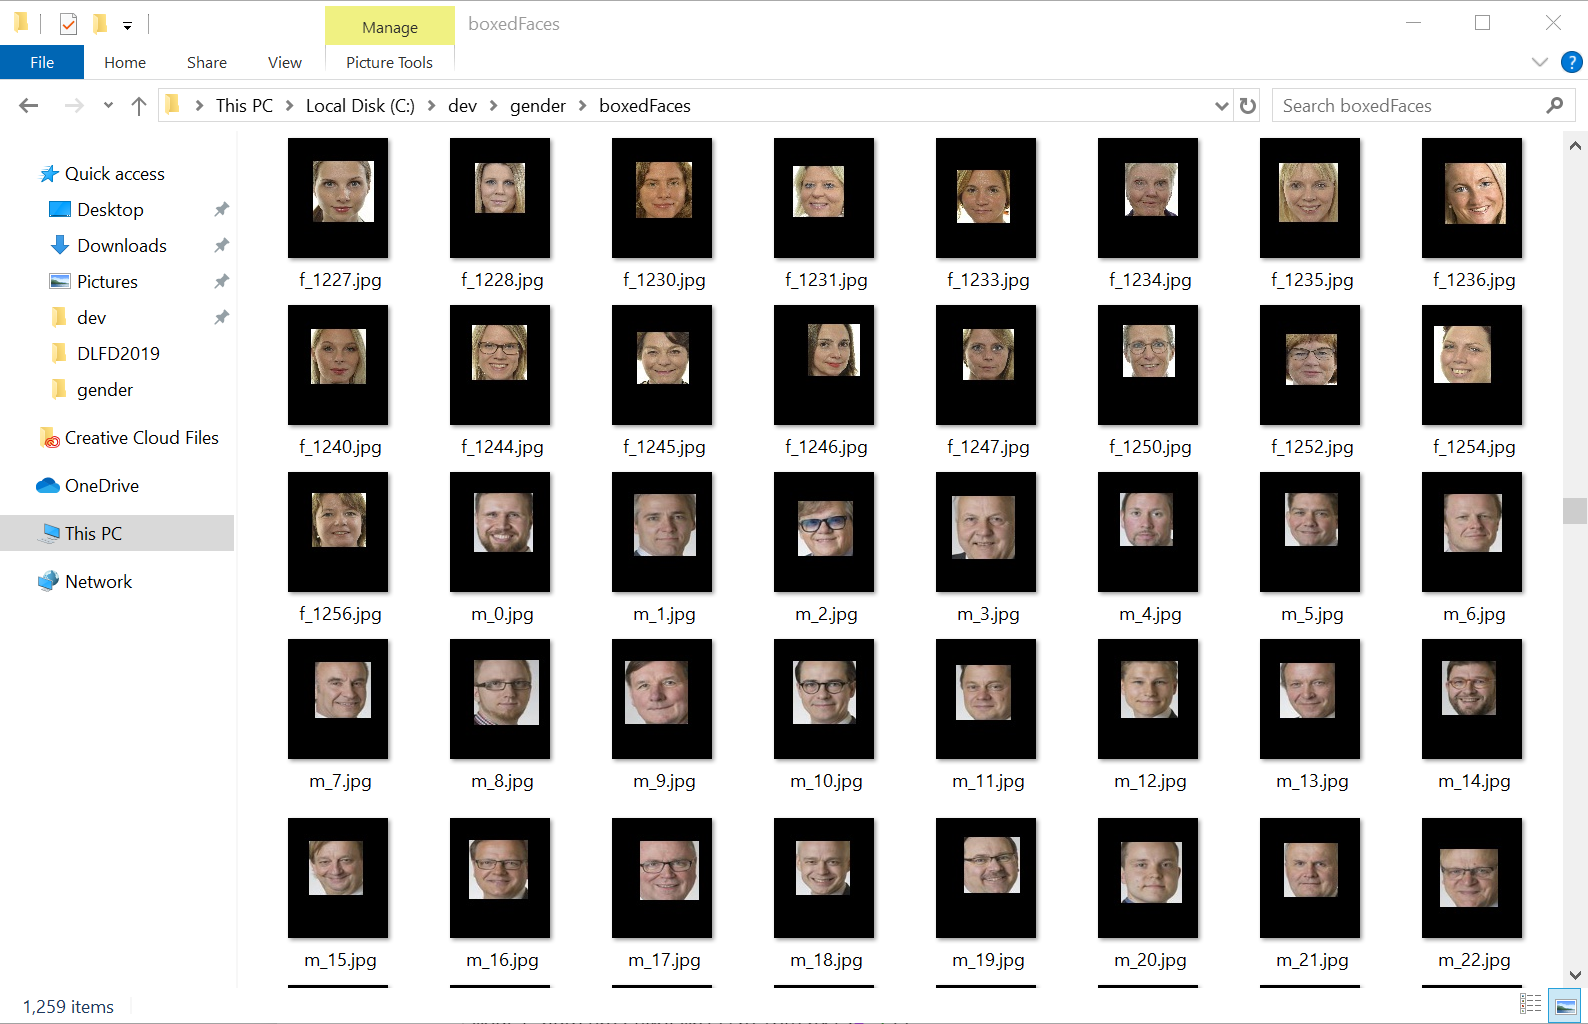 Manage
boxedFaces
File
Home
Share
View
Picture Tools
?
This PC
Local Disk (C:)
dev
gender
boxedFaces
Search boxedFaces
Quick access
Desktop
Downloads
Pictures
dev
DLFD2019
gender
Creative Cloud Files
OneDrive
This PC
Network
f_1227.jpg f_1228.jpg f_1230.jpg f_1231.jpg f_1233.jpg f_1234.jpg f_1235.jpg f_1236.jpg
f_1240.jpg f_1244.jpg f_1245.jpg f_1246.jpg f_1247.jpg f_1250.jpg f_1252.jpg f_1254.jpg
f_1256.jpg m_0.jpg m_1.jpg m_2.jpg m_3.jpg m_4.jpg m_5.jpg m_6.jpg
m_7.jpg m_8.jpg m_9.jpg m_10.jpg m_11.jpg m_12.jpg m_13.jpg m_14.jpg
m_15.jpg m_16.jpg m_17.jpg m_18.jpg m_19.jpg m_20.jpg m_21.jpg m_22.jpg
1,259 items